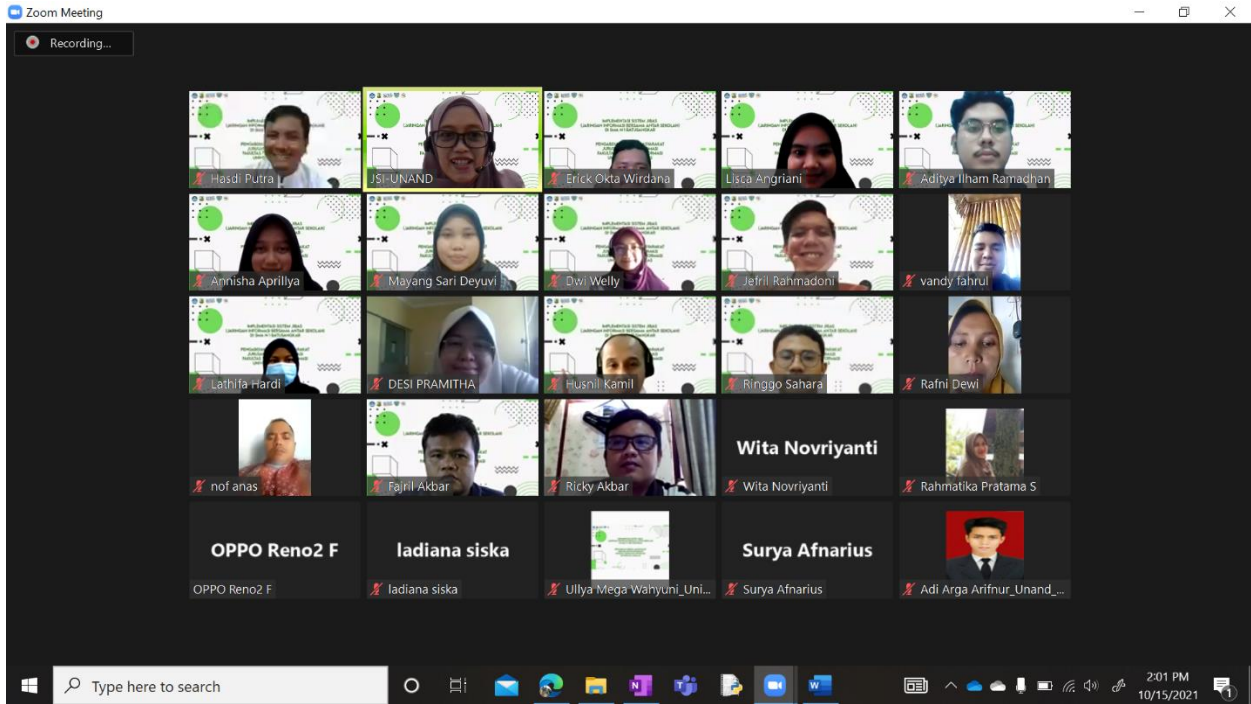 Zoom Meeting
Recording...
Hasdi Putra
JSI-UNAND
Erick Okta Wirdana
Lisca Angriani
Aditya Ilham Ramadhan
Annisha Aprillya
Mayang Sari Deyuvi
Dwi Welly
Jefril Rahmadoni
vandy fahrul
Lathifa Hardi
DESI PRAMITHA
Husnil Kamil
Ringgo Sahara
Rafni Dewi
nof anas
Fajril Akbar
Ricky Akbar
Wita Novriyanti
Wita Novriyanti
Rahmatika Pratama S
OPPO Reno2 F
OPPO Reno2 F
ladiana siska
ladiana siska
Ullya Mega Wahyuni_Uni...
Surya Afnarius
Surya Afnarius
Adi Arga Arifnur_Unand_...
Type here to search
2:01 PM
10/15/2021
1